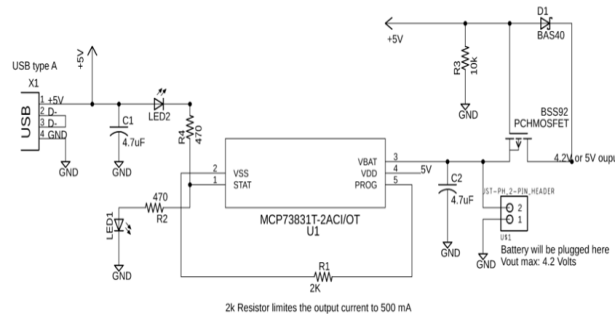 D1
BAS40
+5V
+5V
USB type A
X1
R3
10k
GND
BSS92
PCHMOSFET
USB
1 +5V
2 D-
3 D-
4 GND
GND
C1
4.7uF
GND
LED2
R4
470
2 VSS
1 STAT
VBAT 3
VDD 4
PROG 5
5V
MCP73831T-2ACI/OT
U1
4.2V or 5V oupu
C2
4.7uF
GND
JST-PH_2-PIN_HEADER
2
1
U$1
GND
Battery will be plugged here
Vout max: 4.2 Volts
470
R2
LED1
GND
R1
2K
2k Resistor limites the output current to 500 mA